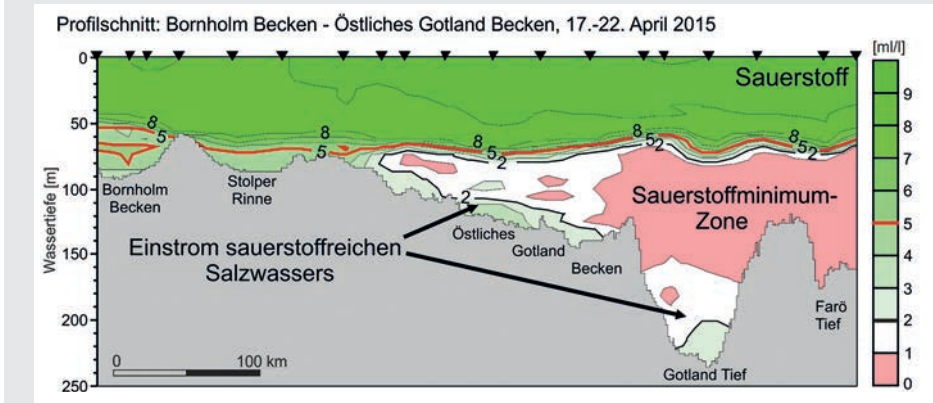 Profilschnitt: Bornholm Becken - Östliches Gotland Becken, 17.-22. April 2015
[ml/l]
Sauerstoff
0
50
100
150
200
250
Wassertiefe [m]
8
5
8
5
8
5
2
5
2
8
5
2
2
Bornholm
Becken
Stolper
Rinne
Sauerstoffminimum-
Zone
Einstrom sauerstoffreichen
Salzwassers
Östliches
Gotland
Becken
Farö
Tief
Gotland Tief
0 100 km
9
8
7
6
5
4
3
2
1
0